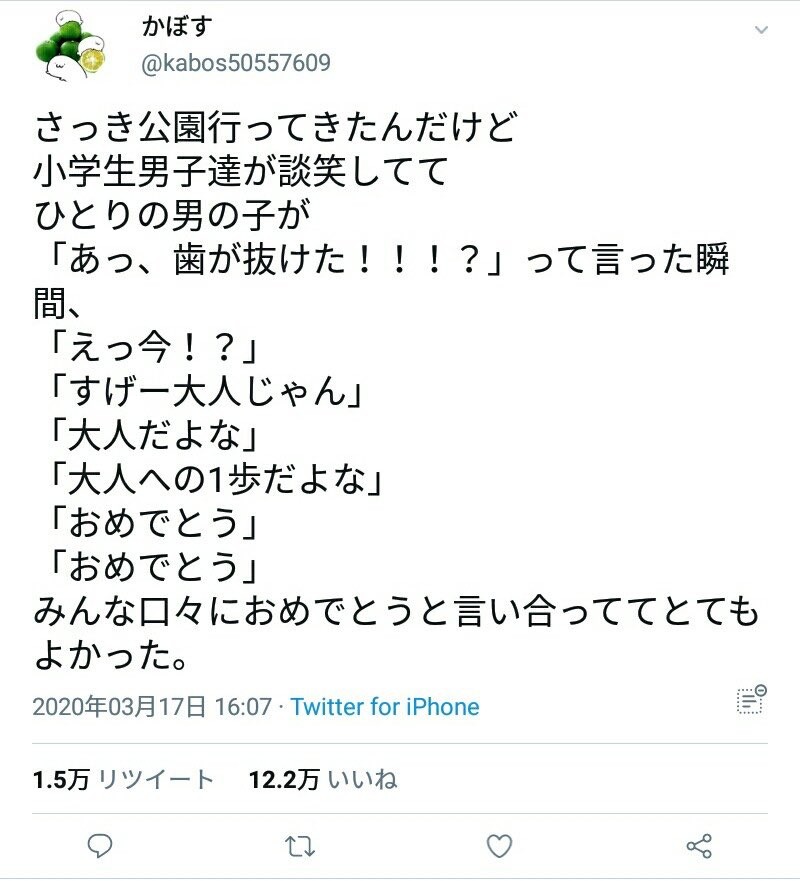 かぼす
@kabos50557609
さっき公園行ってきたんだけど
小学生男子達が談笑してて
ひとりの男の子が
「あっ、歯が抜けた！！！？」って言った瞬
間、
「えっ今！？」
「すげー大人じゃん」
「大人だよな」
「大人への1歩だよな」
「おめでとう」
「おめでとう」
みんな口々におめでとうと言い合っててとても
よかった。
2020年03月17日 16:07 · Twitter for iPhone
1.5万 リツイート 12.2万 いいね